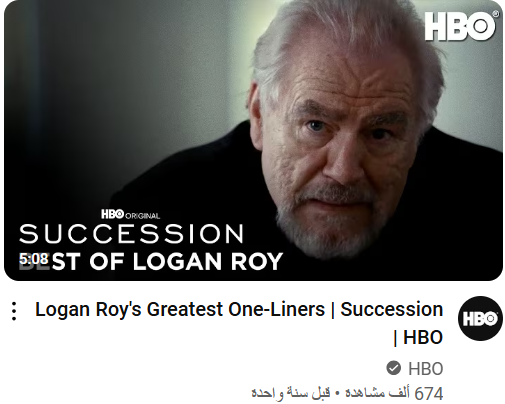 HBO®
HBO ORIGINAL
SUCCESSION
5:08
BEST OF LOGAN ROY
Logan Roy's Greatest One-Liners | Succession
| HBO
HBO
HBO
674 ألف مشاهدة • قبل سنة واحدة